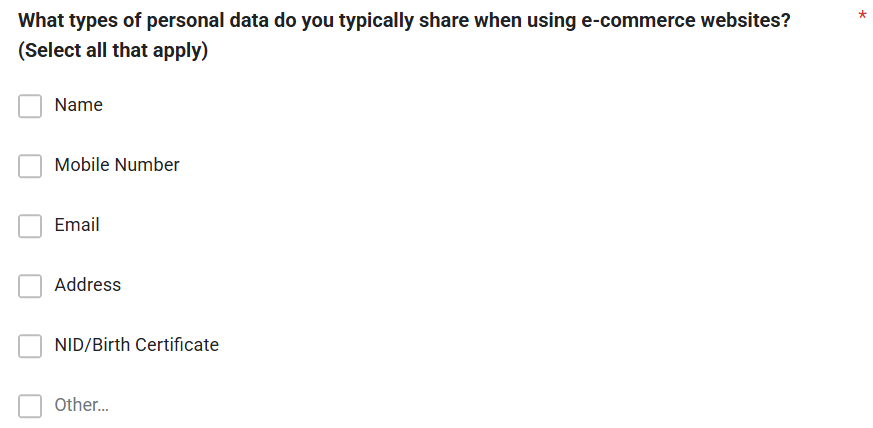 What types of personal data do you typically share when using e-commerce websites? *
(Select all that apply)
Name
Mobile Number
Email
Address
NID/Birth Certificate
Other...